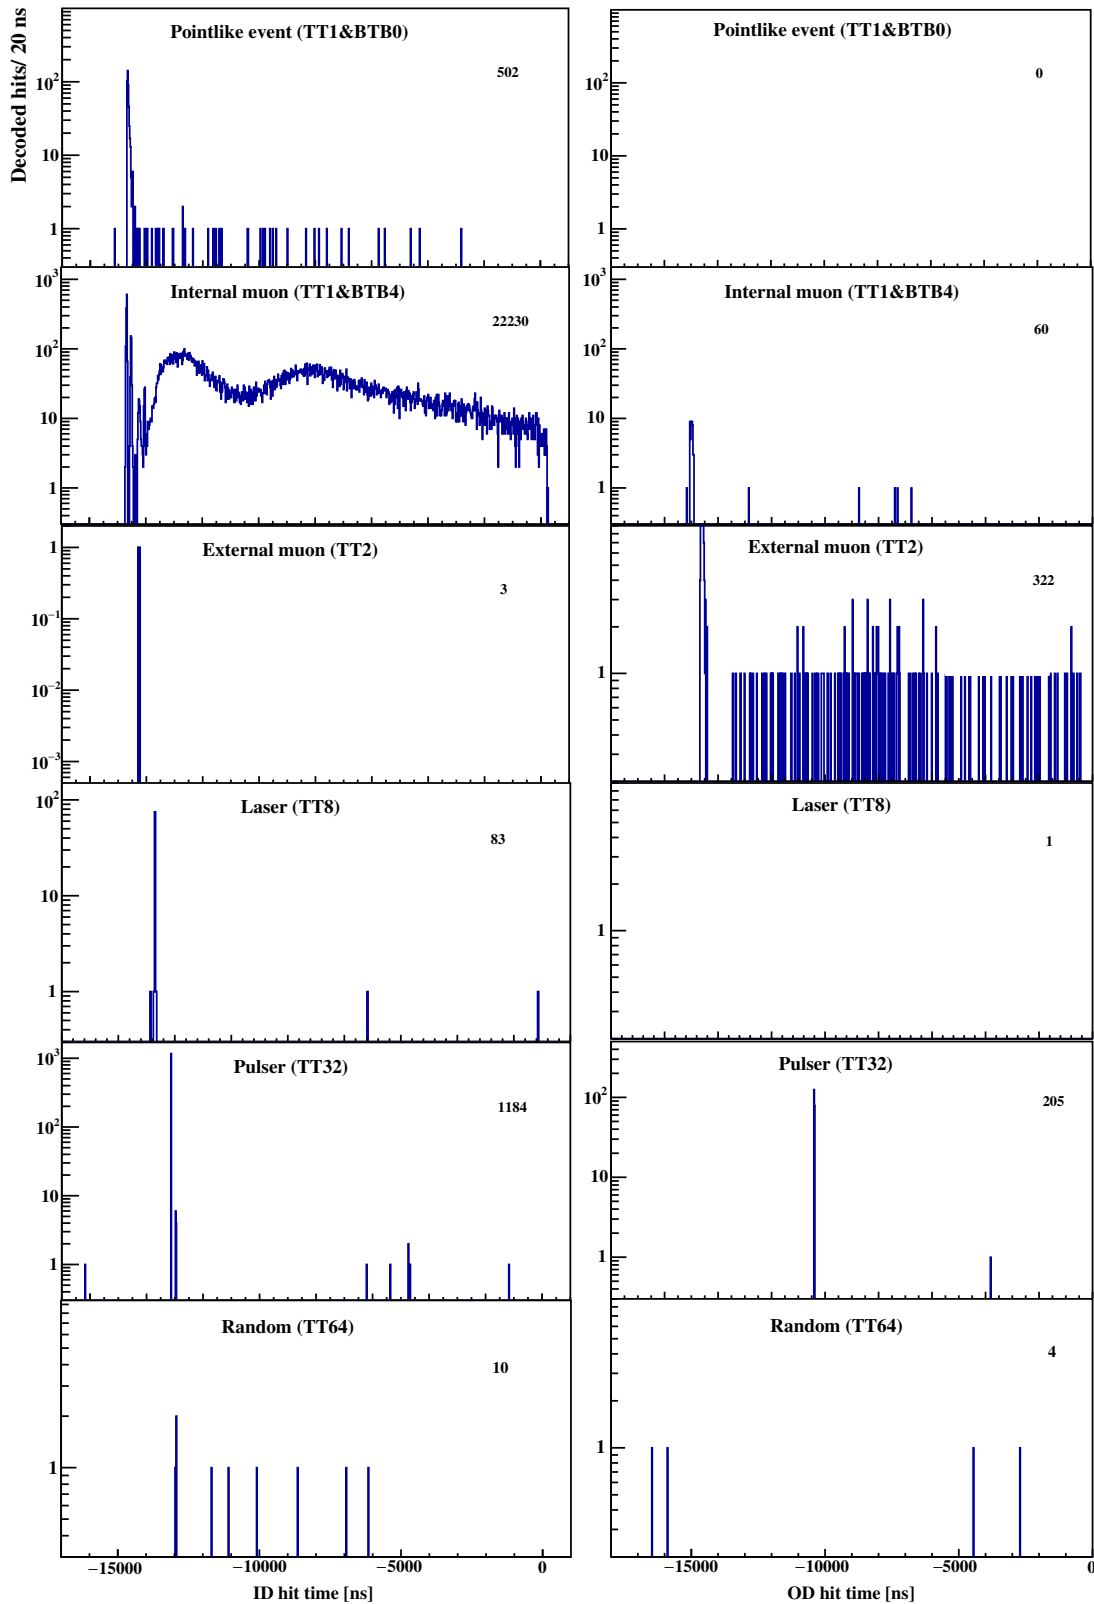 Decoded hits/ 20 ns
Pointlike event (TT1&BTB0)
502
10²
10
1
Pointlike event (TT1&BTB0)
0
10²
10
1
Internal muon (TT1&BTB4)
22230
10³
10²
10
1
Internal muon (TT1&BTB4)
60
10³
10²
10
1
External muon (TT2)
3
1
10⁻¹
10⁻²
10⁻³
External muon (TT2)
322
1
Laser (TT8)
83
10²
10
1
Laser (TT8)
1
1
Pulser (TT32)
1184
10³
10²
10
1
Pulser (TT32)
205
10²
10
1
Random (TT64)
10
1
Random (TT64)
4
1
−15000 −10000 −5000 0
ID hit time [ns]
−15000 −10000 −5000 0
OD hit time [ns]